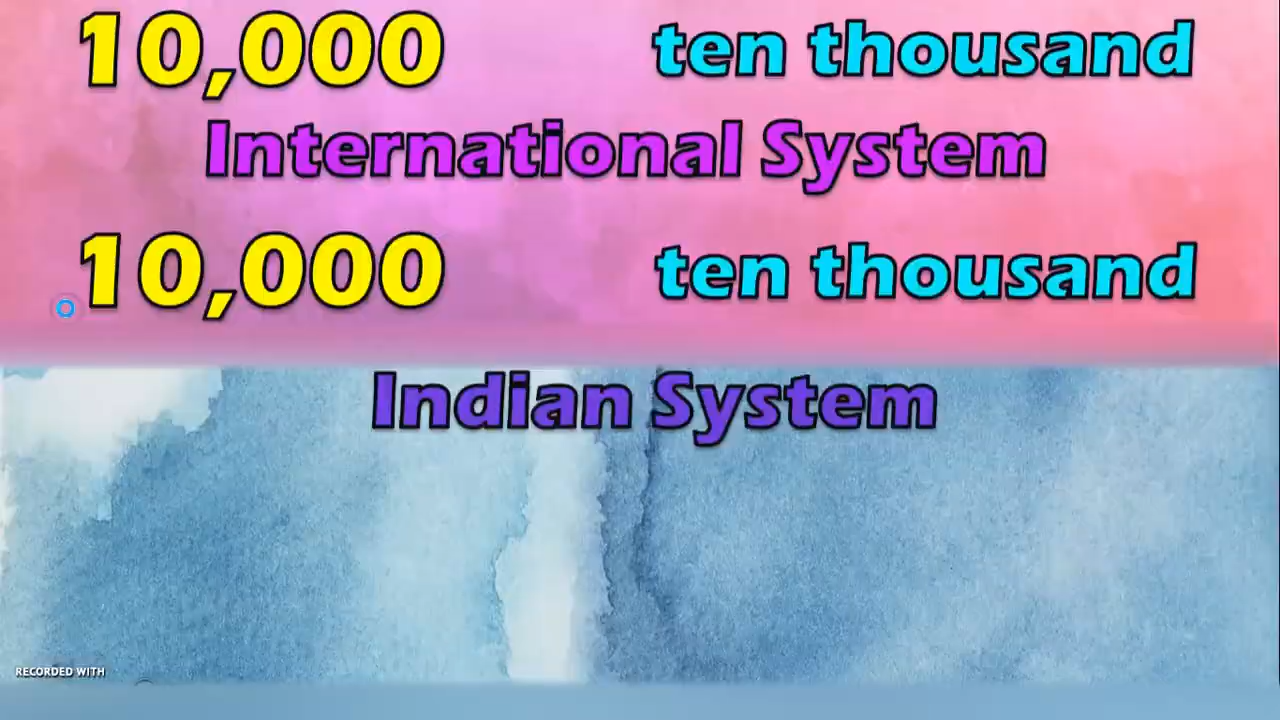 10,000 ten thousand
International System
10,000 ten thousand
Indian System
RECORDED WITH